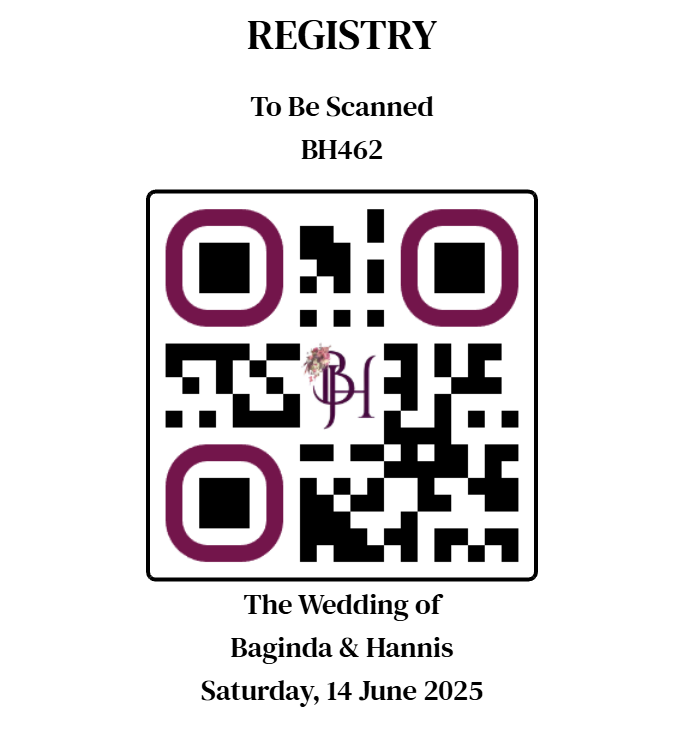 REGISTRY
To Be Scanned
BH462
BH
The Wedding of
Baginda & Hannis
Saturday, 14 June 2025